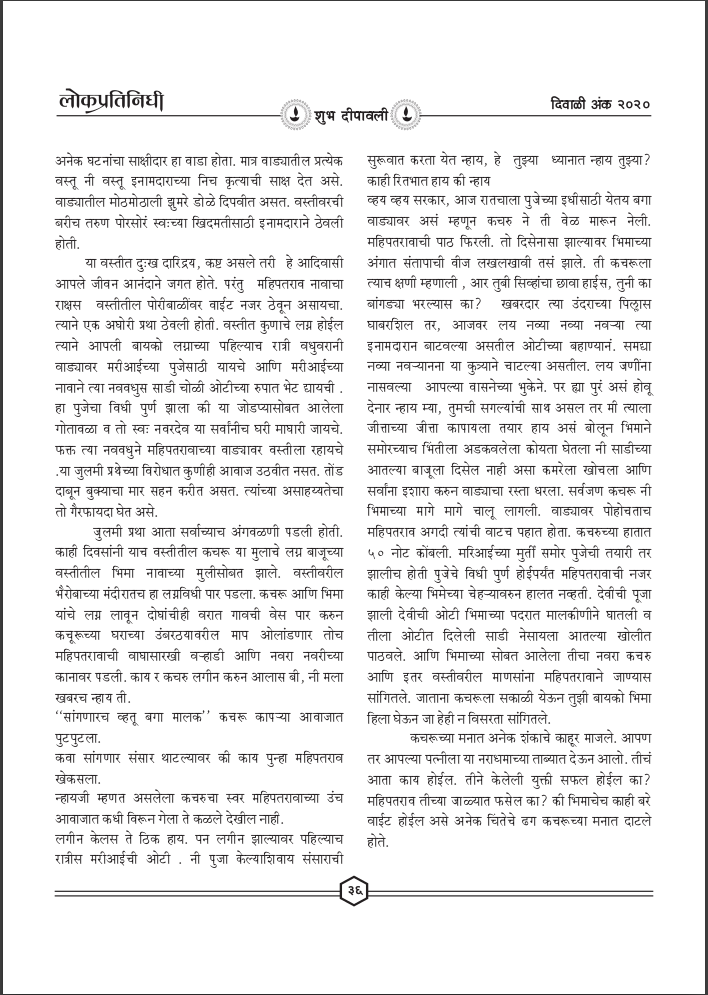 लोकप्रतिनिधी
शुभ दीपावली
दिवाळी अंक २०२०
अनेक घटनांचा साक्षीदार हा वाडा होता. मात्र वाड्यातील प्रत्येक
वस्तू नी वस्तू इनामदाराच्या निच कृत्याची साक्ष देत असे.
वाड्यातील मोठमोठाली झुमरे डोळे दिपवीत असत. वस्तीवरची
बरीच तरुण पोरसोरं स्वःच्या खिदमतीसाठी इनामदाराने ठेवली
होती.
या वस्तीत दुःख दारिद्रय, कष्ट असले तरी हे आदिवासी
आपले जीवन आनंदाने जगत होते. परंतु महिपतराव नावाचा
राक्षस वस्तीतील पोरीबाळींवर वाईट नजर ठेवून असायचा.
त्याने एक अघोरी प्रथा ठेवली होती. वस्तीत कुणाचे लग्न होईल
त्याने आपली बायको लग्नाच्या पहिल्याच रात्री वधुवरानी
वाड्यावर मरीआईच्या पुजेसाठी यायचे आणि मरीआईच्या
नावाने त्या नववधुस साडी चोळी ओटीच्या रुपात भेट द्यायची .
हा पुजेचा विधी पुर्ण झाला की या जोडप्यासोबत आलेला
गोतावळा व तो स्वः नवरदेव या सर्वांनीच घरी माघारी जायचे.
फक्त त्या नववधुने महिपतरावाच्या वाड्यावर वस्तीला रहायचे
.या जुलमी प्रथेच्या विरोधात कुणीही आवाज उठवीत नसत. तोंड
दाबून बुक्याचा मार सहन करीत असत. त्यांच्या असाहय्यतेचा
तो गैरफायदा घेत असे.
जुलमी प्रथा आता सर्वाच्याच अंगवळणी पडली होती.
काही दिवसांनी याच वस्तीतील कचरू या मुलाचे लग्न बाजूच्या
वस्तीतील भिमा नावाच्या मुलीसोबत झाले. वस्तीवरील
भैरोबाच्या मंदीरातच हा लग्नविधी पार पडला. कचरू आणि भिमा
यांचे लग्न लावून दोघांचीही वरात गावची वेस पार करुन
कचूरूच्या घराच्या उंबरठयावरील माप ओलांडणार तोच
महिपतरावाची वाघासारखी वऱ्हाडी आणि नवरा नवरीच्या
कानावर पडली. काय र कचरु लगीन करुन आलास बी, नी मला
खबरच न्हाय ती.
‘‘सांगणारच व्हतू बगा मालक’’ कचरू कापऱ्या आवाजात
पुटपुटला.
कवा सांगणार संसार थाटल्यावर की काय पुन्हा महिपतराव
खेकसला.
न्हायजी म्हणत असलेला कचरुचा स्वर महिपतरावाच्या उंच
आवाजात कधी विरून गेला ते कळले देखील नाही.
लगीन केलस ते ठिक हाय. पन लगीन झाल्यावर पहिल्याच
रात्रीस मरीआईची ओटी . नी पुजा केल्याशिवाय संसाराची
सुरूवात करता येत न्हाय, हे तुझ्या ध्यानात न्हाय तुझ्या?
काही रितभात हाय की न्हाय
व्हय व्हय सरकार, आज रातचाला पुजेच्या इधीसाठी येतय बगा
वाड्यावर असं म्हणून कचरु ने ती वेळ मारून नेली.
महिपतरावाची पाठ फिरली. तो दिसेनासा झाल्यावर भिमाच्या
अंगात संतापाची वीज लखलखावी तसं झाले. ती कचरूला
त्याच क्षणी म्हणाली , आर तुबी सिव्हांचा छावा हाईस, तुनी का
बांगड्या भरल्यास का? खबरदार त्या उंदराच्या पिलास
घाबरशिल तर, आजवर लय नव्या नव्या नवऱ्या त्या
इनामदारान बाटवल्या असतील ओटीच्या बहाण्यानं. समद्या
नव्या नवऱ्यानना या कुत्र्याने चाटल्या असतील. लय जणींना
नासवल्या आपल्या वासनेच्या भुकेने. पर ह्या पुरं असं होवू
देनार न्हाय म्या, तुमची सगल्यांची साथ असल तर मी त्याला
जीत्ताच्या जीत्ता कापायला तयार हाय असं बोलून भिमाने
समोरच्याच भिंतीला अडकवलेला कोयता घेतला नी साडीच्या
आतल्या बाजूला दिसेल नाही असा कमरेला खोचला आणि
सर्वांना इशारा करुन वाड्याचा रस्ता धरला. सर्वजण कचरू नी
भिमाच्या मागे मागे चालू लागली. वाड्यावर पोहोचताच
महिपतराव अगदी त्यांची वाटच पहात होता. कचरुच्या हातात
५० नोट कोंबली. मरिआईच्या मुर्ती समोर पुजेची तयारी तर
झालीच होती पुजेचे विधी पुर्ण होईपर्यंत महिपतरावाची नजर
काही केल्या भिमेच्या चेहऱ्यावरुन हालत नव्हती. देवीची पूजा
झाली देवीची ओटी भिमाच्या पदरात मालकीणीने घातली व
तीला ओटीत दिलेली साडी नेसायला आतल्या खोलीत
पाठवले. आणि भिमाच्या सोबत आलेला तीचा नवरा कचरु
आणि इतर वस्तीवरील माणसांना महिपतरावाने जाण्यास
सांगितले. जाताना कचरूला सकाळी येऊन तुझी बायको भिमा
हिला घेऊन जा हेही न विसरता सांगितले.
कचरूच्या मनात अनेक शंकाचे काहूर माजले. आपण
तर आपल्या पत्नीला या नराधमाच्या ताब्यात देऊन आलो. तीचं
आता काय होईल. तीने केलेली युक्ती सफल होईल का?
महिपतराव तीच्या जाळ्यात फसेल का? की भिमाचेच काही बरे
वाईट होईल असे अनेक चिंतेचे ढग कचरूच्या मनात दाटले
होते.
३६